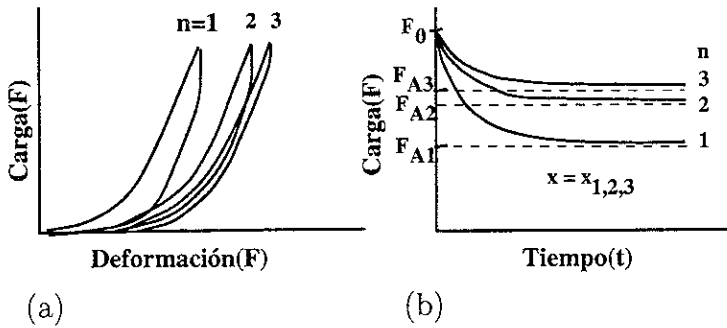 n=1 2 3
Carga(F)
Deformación(F)
(a)
F0
FA3
FA2
FA1
Carga(F)
n
3
2
1
x = x1,2,3
Tiempo(t)
(b)